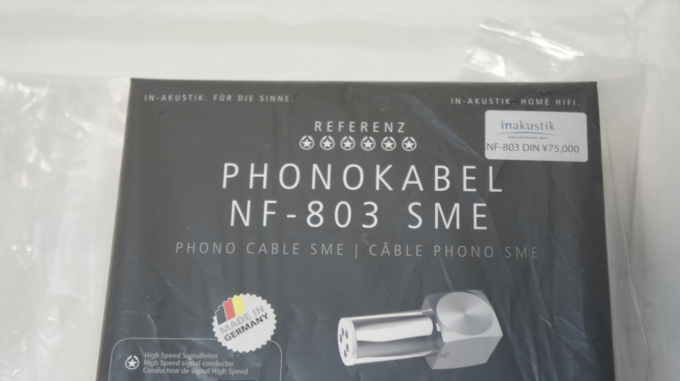 IN-AKUSTIK. FÜR DIE SINNE.
IN-AKUSTIK. HOME HIFI.
REFERENZ
inakustik
NF-803 DIN ¥75,000
PHONOKABEL
NF-803 SME
PHONO CABLE SME | CÂBLE PHONO SME
MADE IN
GERMANY
High Speed Signalleiter
High Speed signal conductor
Conducteur de signal High Speed